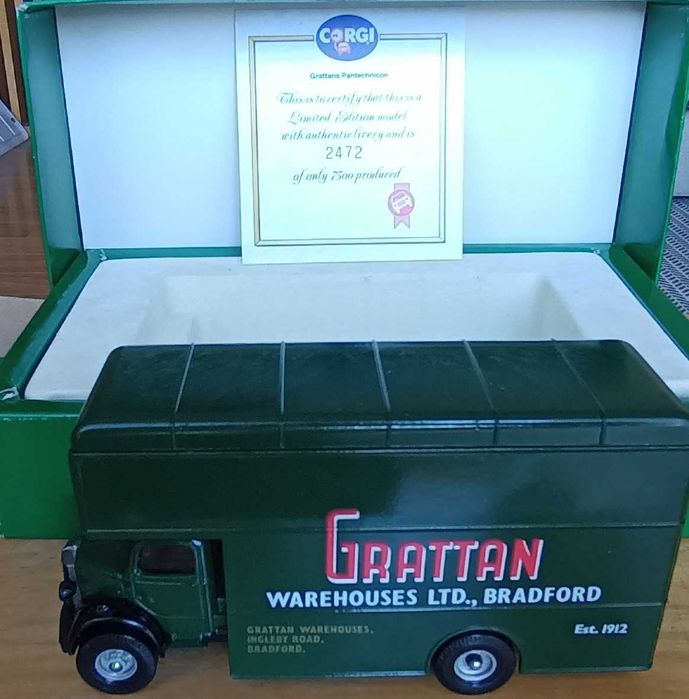 CORGI
Grattans Pantechnicon
This is to certify that this is a
Limited Edition model
with authentic livery and is
2472
of only 7500 produced
GRATTAN
WAREHOUSES LTD., BRADFORD
GRATTAN WAREHOUSES,
INGLEBY ROAD,
BRADFORD.
Est. 1912